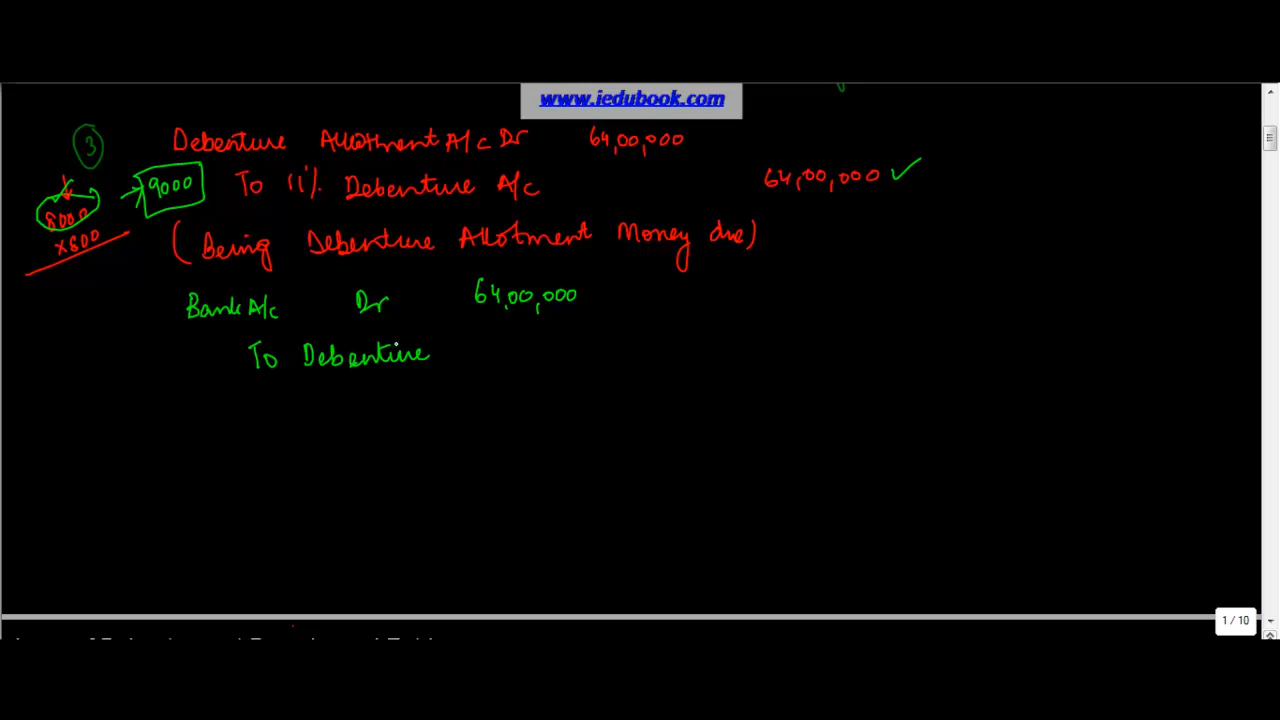 www.iedubook.com
3
Debenture Allotment A/c Dr 64,00,000
8000 → 9000 To 11% Debenture A/c 64,00,000 ✓
x800
(Being Debenture Allotment Money due)
Bank A/c Dr 64,00,000
To Debenture
1 / 10